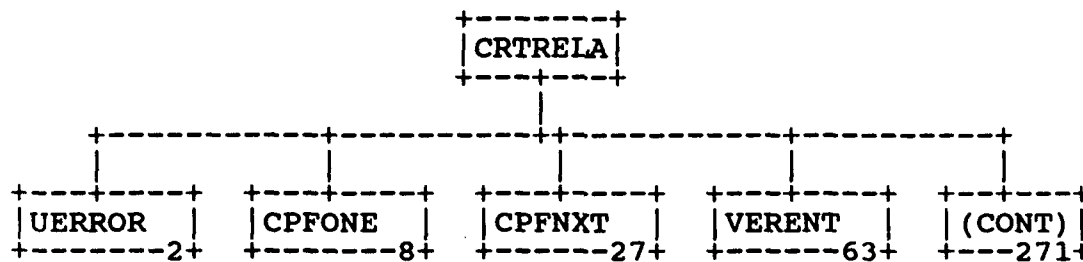 CRTRELA
UERROR CPFONE CPFNXT VERENT (CONT)
2 8 27 63 271